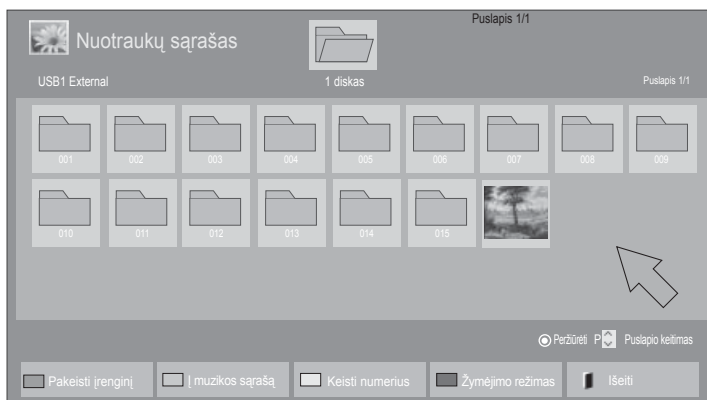 Puslapis 1/1
Nuotraukų sąrašas
USB1 External 1 diskas Puslapis 1/1
001 002 003 004 005 006 007 008 009
010 011 012 013 014 015
Peržiūrėti P Puslapio keitimas
Pakeisti įrenginį Į muzikos sąrašą Keisti numerius Žymėjimo režimas Išeiti